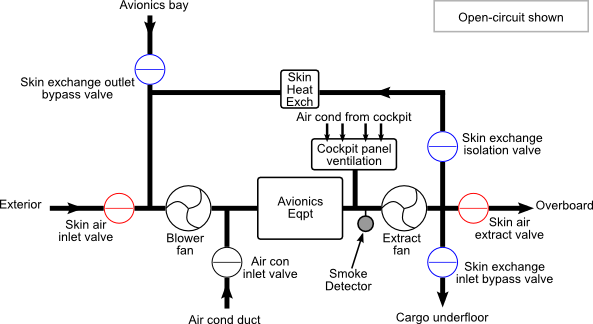 Avionics bay
Open-circuit shown
Skin exchange outlet
bypass valve
Skin
Heat
Exch
Air cond from cockpit
Cockpit panel
ventilation
Skin exchange
isolation valve
Exterior
Skin air
inlet valve
Blower
fan
Avionics
Eqpt
Extract
fan
Overboard
Skin air
extract valve
Air con
inlet valve
Smoke
Detector
Skin exchange
inlet bypass valve
Air cond duct
Cargo underfloor